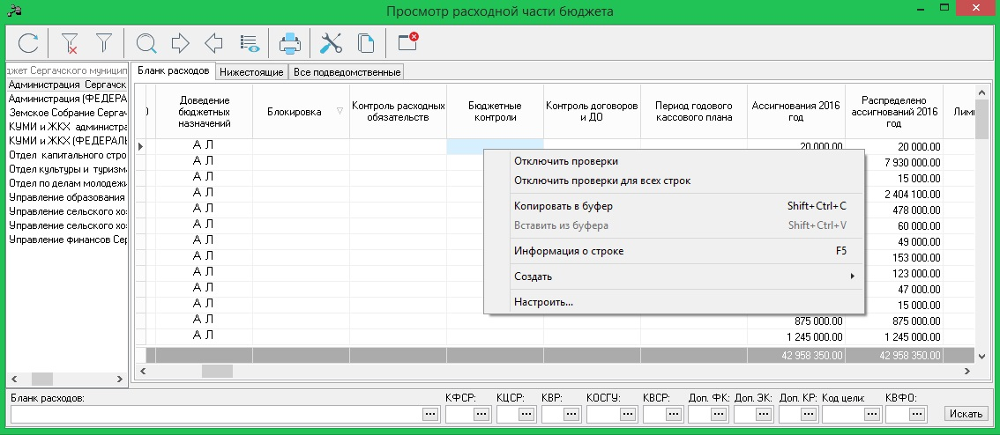 Просмотр расходной части бюджета
джет Сергачского муницип
Администрация Сергачск
Администрация (ФЕДЕРА
Земское Собрание Сергач
КУМИ и ЖКХ администра
КУМИ и ЖКХ (ФЕДЕРАЛЬ
Отдел капитального стро
Отдел культуры и туризм
Отдел по делам молодежи
Управление образования
Управление сельского хо
Управление сельского хо
Управление финансов Сер
Бланк расходов Нижестоящие Все подведомственные
Доведение бюджетных назначений Блокировка Контроль расходных обязательств Бюджетные контроли Контроль договоров и ДО Период годового кассового плана Ассигнования 2016 год Распределено ассигнований 2016 год Лими
А Л 20 000.00 20 000.00
А Л 7 930 000.00
А Л 15 000.00
А Л 2 404 100.00
А Л 478 000.00
А Л 60 000.00
А Л 49 000.00
А Л 153 000.00
А Л 123 000.00
А Л 47 000.00
А Л 15 000.00
А Л 875 000.00 875 000.00
А Л 1 245 000.00 1 245 000.00
42 958 350.00 42 958 350.00
Отключить проверки
Отключить проверки для всех строк
Копировать в буфер Shift+Ctrl+C
Вставить из буфера Shift+Ctrl+V
Информация о строке F5
Создать
Настроить...
Бланк расходов: КФСР: КЦСР: КВР: КОСГУ: КВСР: Доп. ФК: Доп. ЭК: Доп. КР: Код цели: КВФО:
Искать